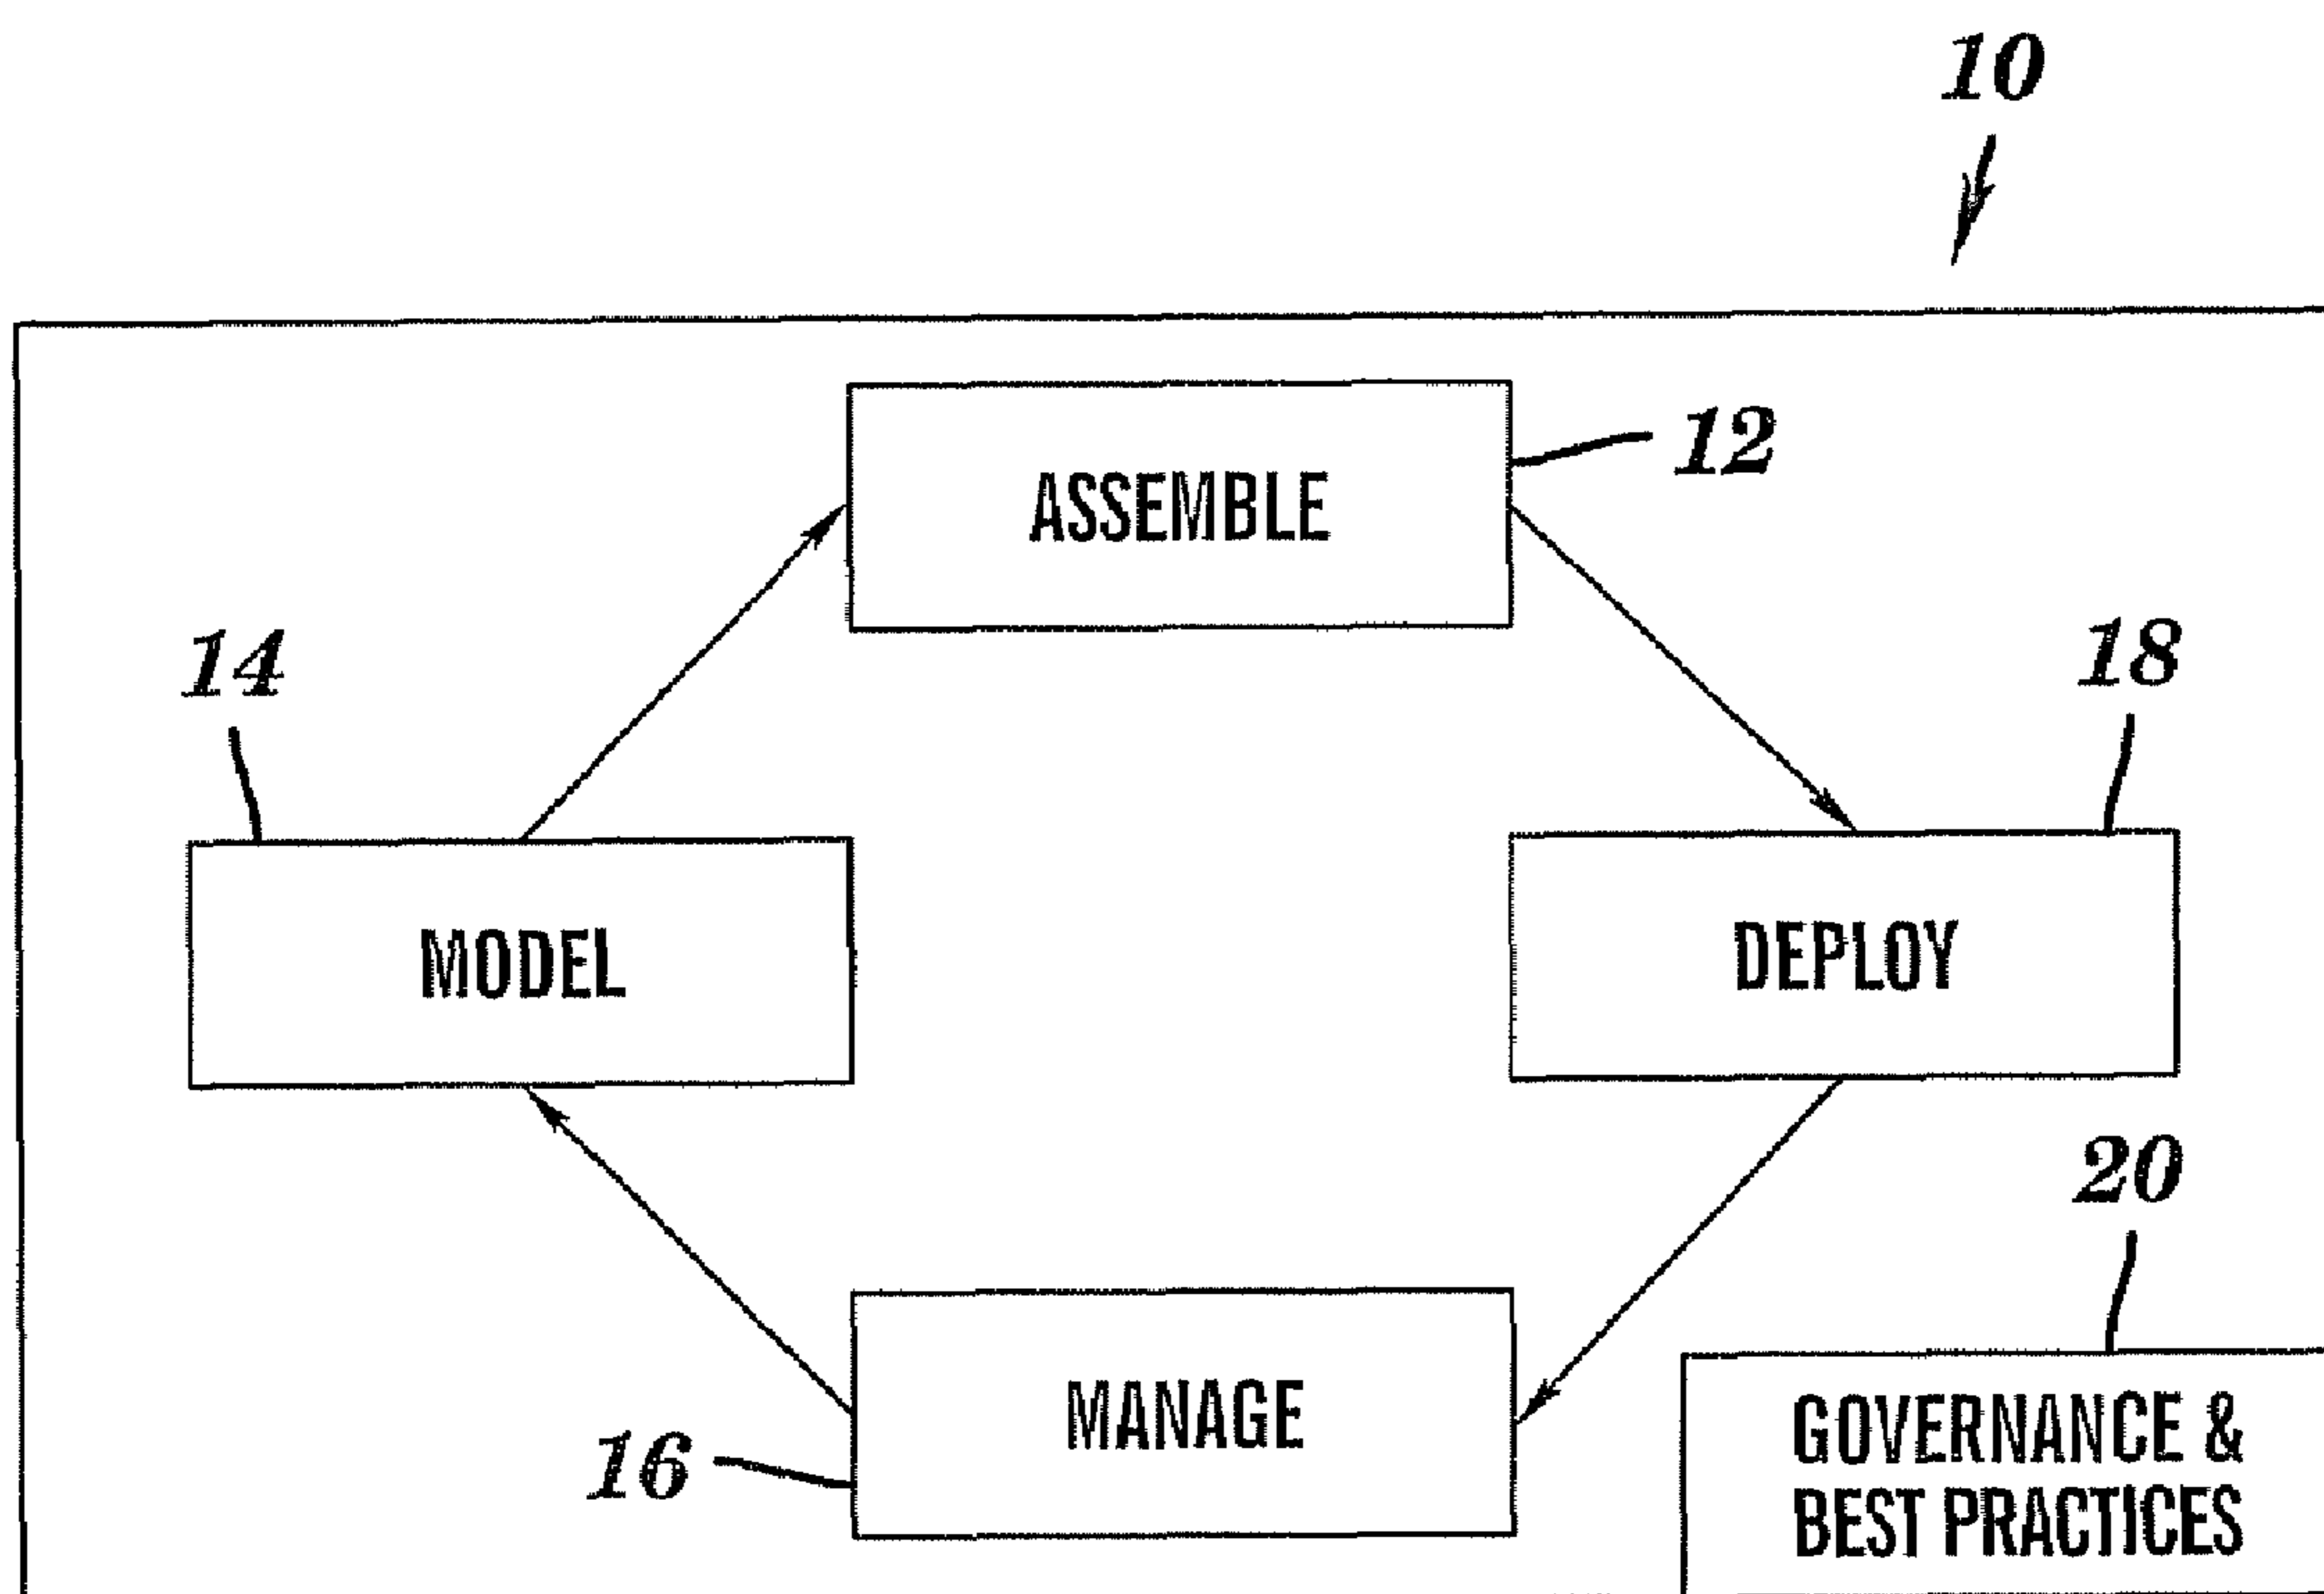 10
ASSEMBLE
12
14
18
MODEL
DEPLOY
20
MANAGE
16
GOVERNANCE &
BEST PRACTICES